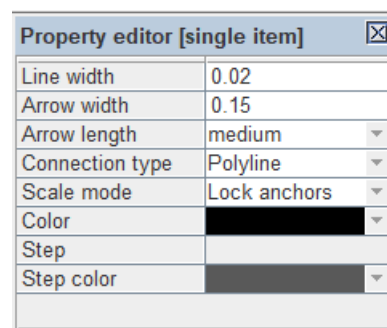 Property editor [single item]
Line width 0.02
Arrow width 0.15
Arrow length medium
Connection type Polyline
Scale mode Lock anchors
Color
Step
Step color